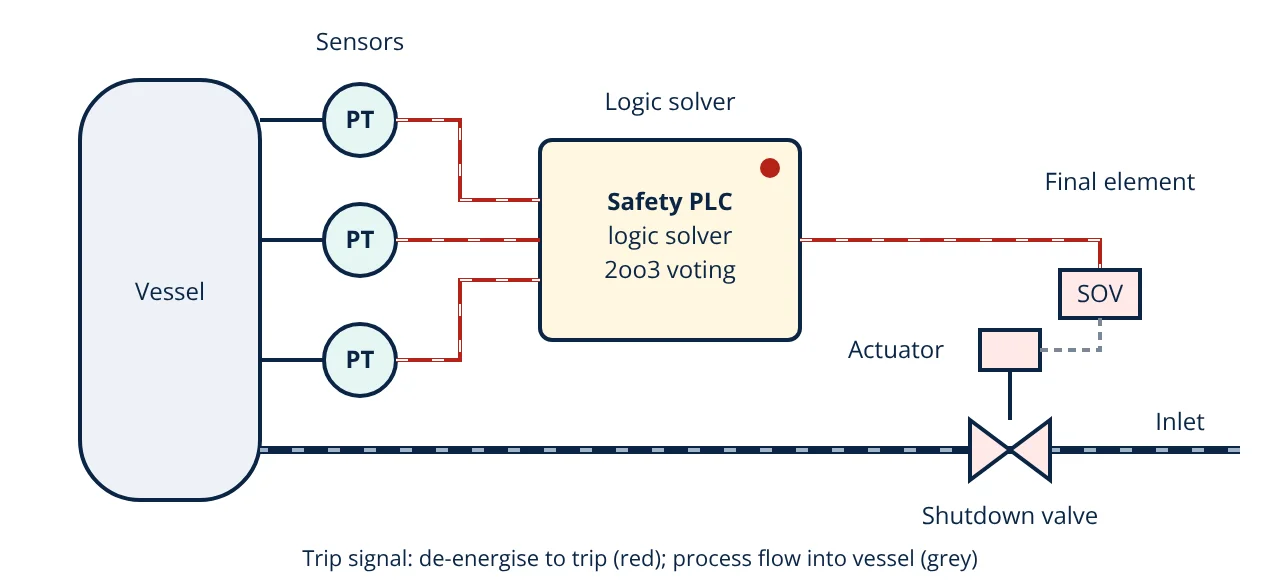 Sensors
PT
Logic solver
Final element
Safety PLC
logic solver
2oo3 voting
PT
Vessel
SOV
PT
Actuator
Inlet
Shutdown valve
Trip signal: de-energise to trip (red); process flow into vessel (grey)